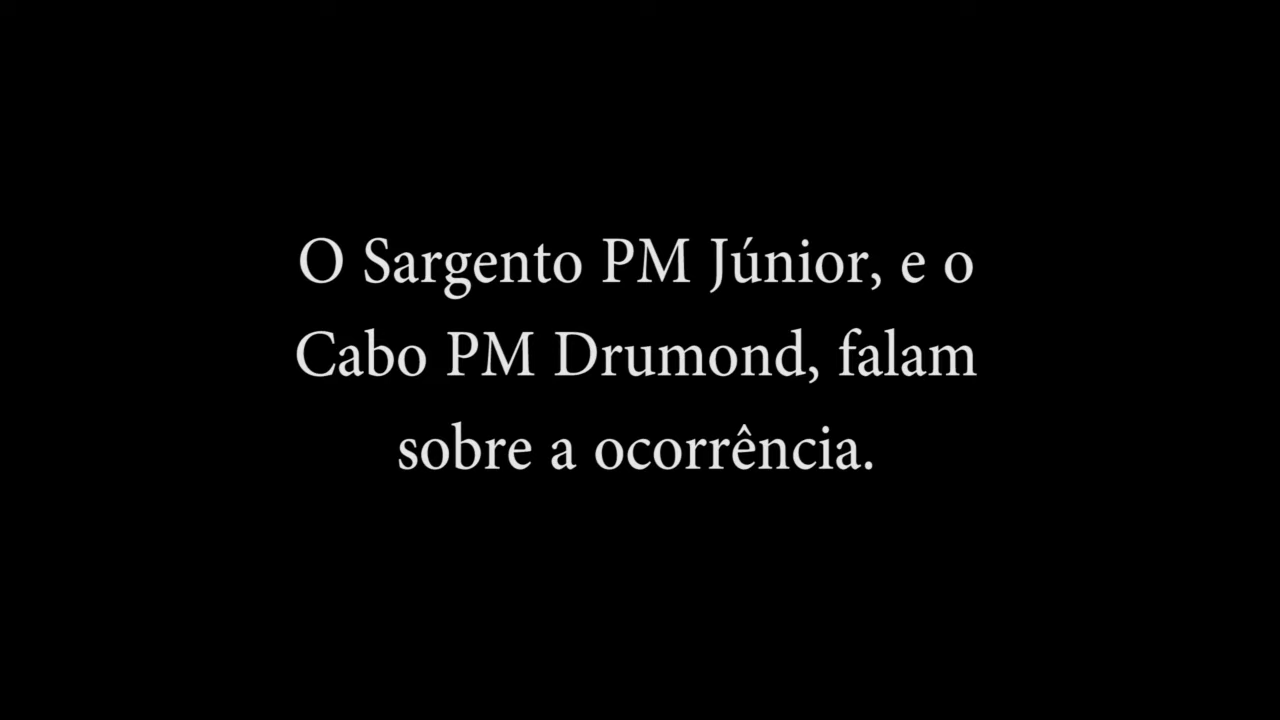 O Sargento PM Júnior, e o
Cabo PM Drumond, falam
sobre a ocorrência.